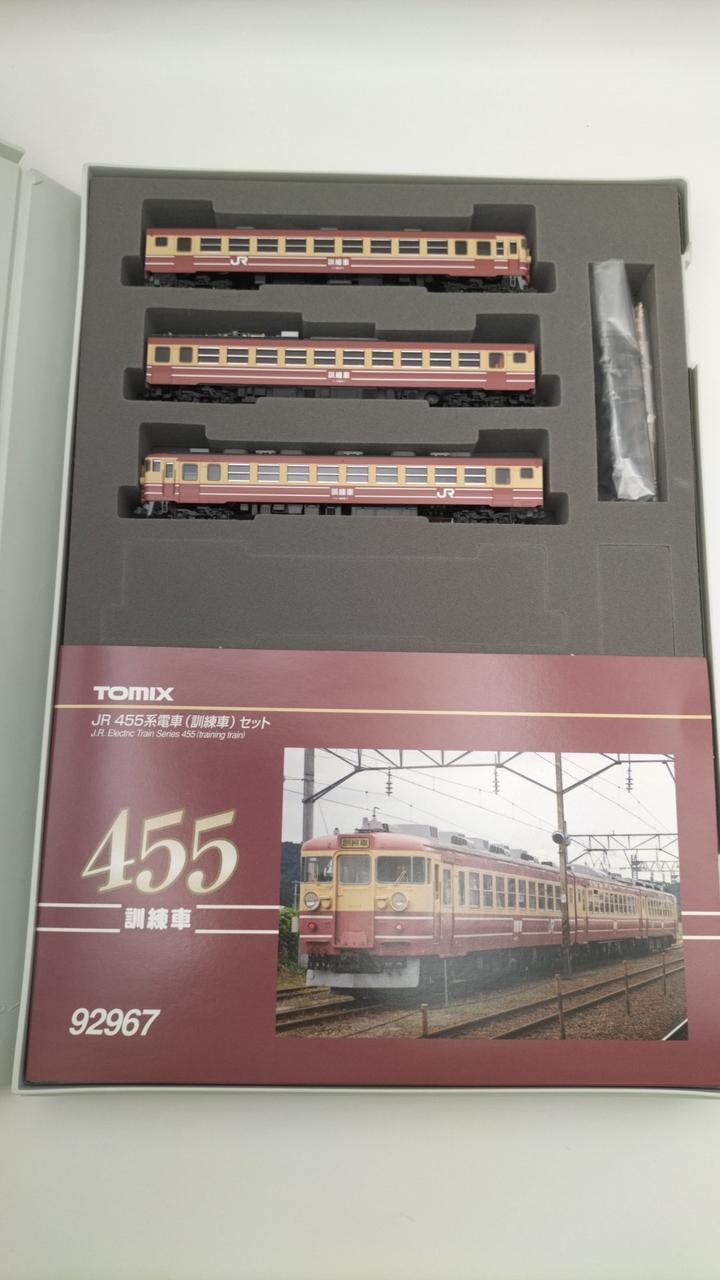 JR
訓練車
訓練車
訓練車
JR
TOMIX
JR 455系電車(訓練車)セット
J.R. Electric Train Series 455 (training train)
訓練車
455
訓練車
92967